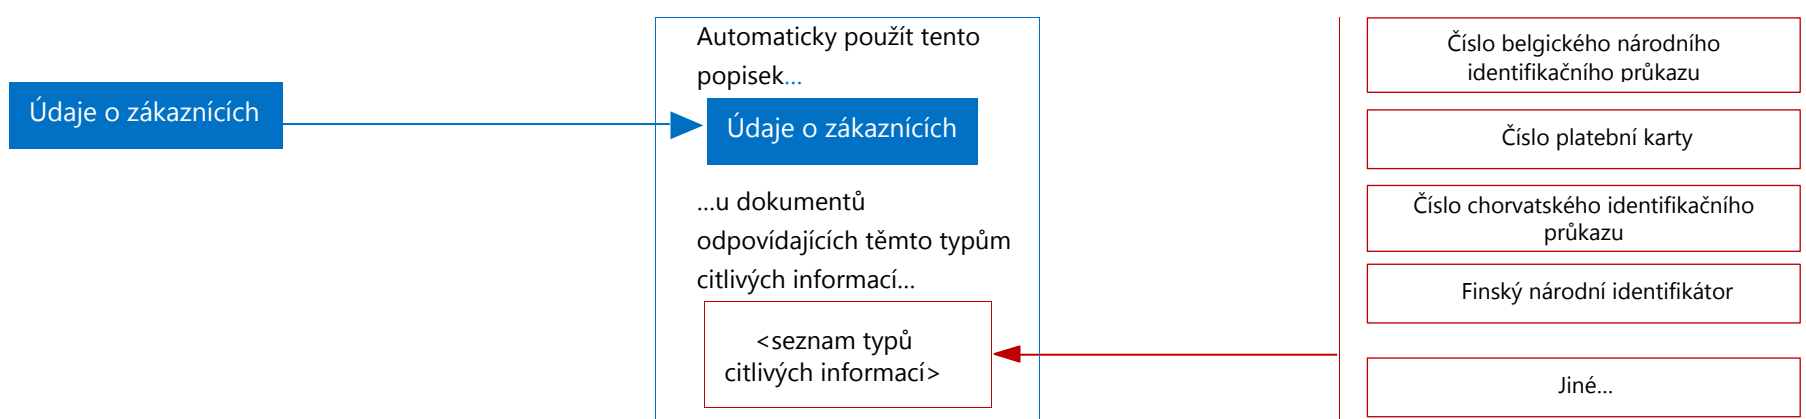 Údaje o zákaznících
Automaticky použít tento
popisek...
Údaje o zákaznících
...u dokumentů
odpovídajících těmto typům
citlivých informací...
<seznam typů
citlivých informací>
Číslo belgického národního
identifikačního průkazu
Číslo platební karty
Číslo chorvatského identifikačního
průkazu
Finský národní identifikátor
Jiné...